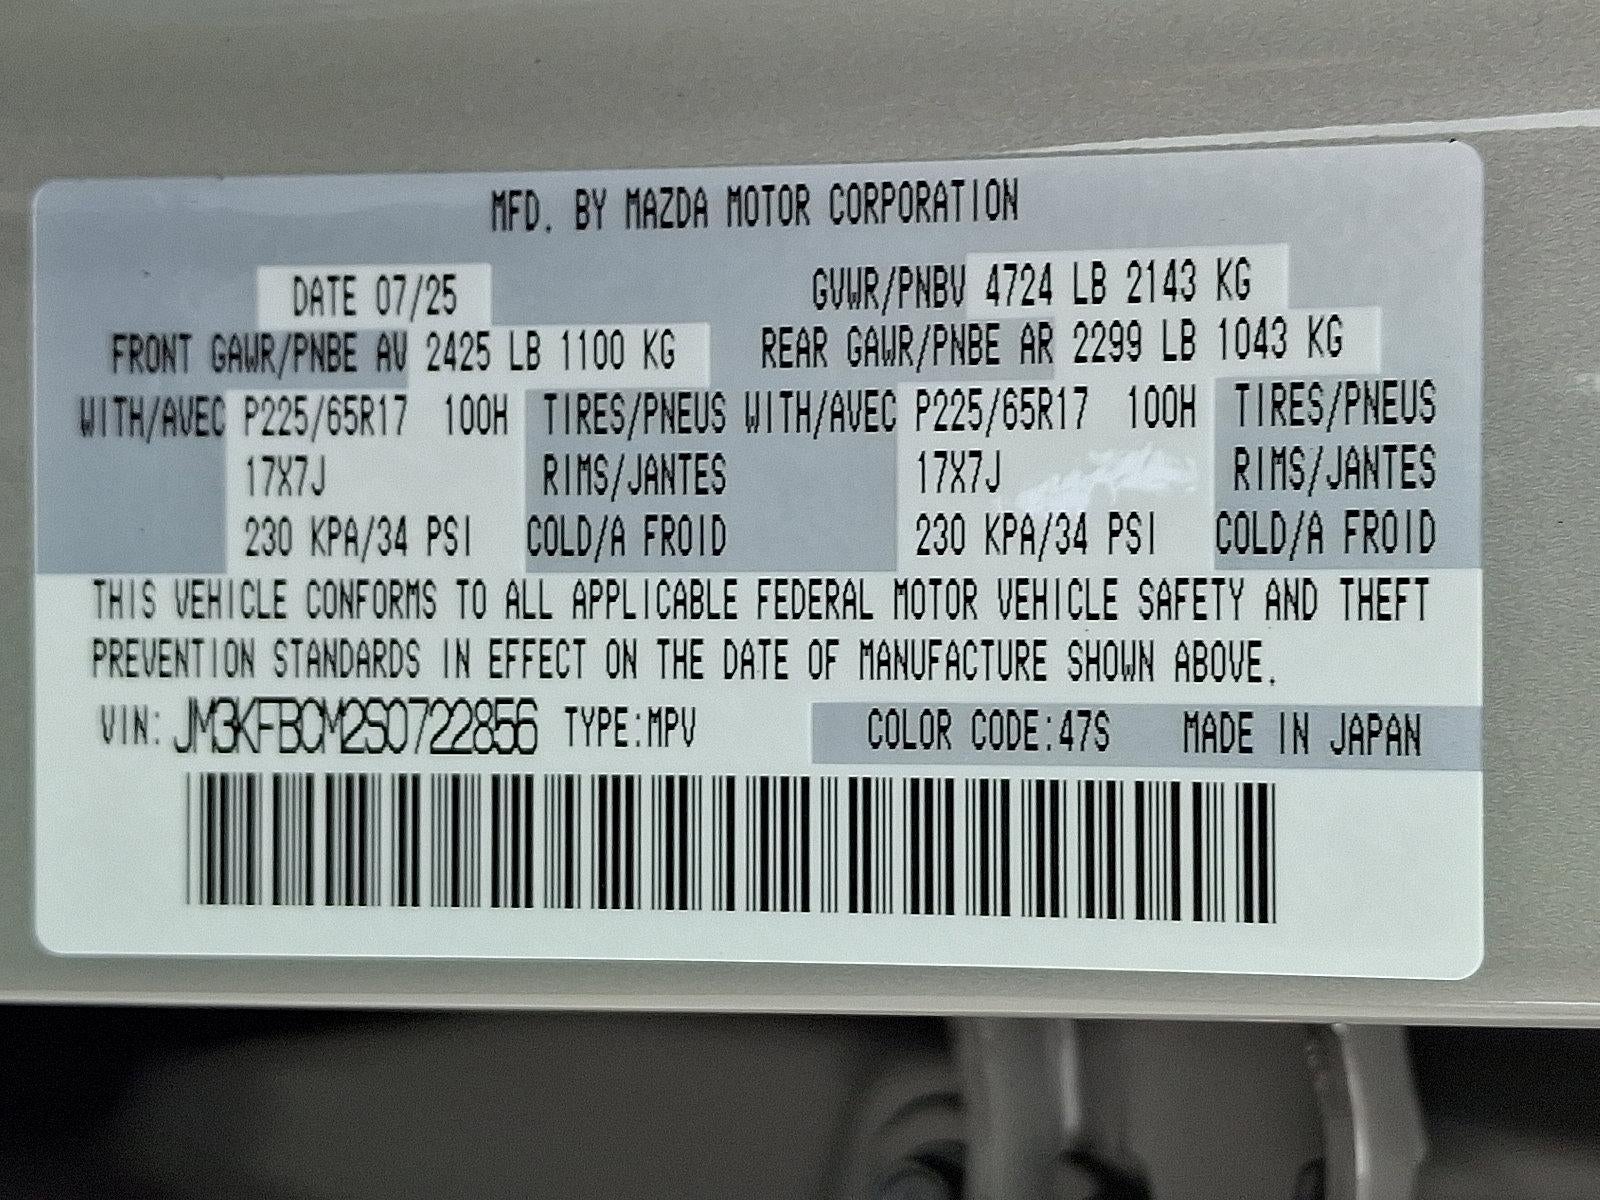 MFD. BY MAZDA MOTOR CORPORATION
DATE 07/25 GVWR/PNBV 4724 LB 2143 KG
FRONT GAWR/PNBE AV 2425 LB 1100 KG REAR GAWR/PNBE AR 2299 LB 1043 KG
WITH/AVEC P225/65R17 100H TIRES/PNEUS WITH/AVEC P225/65R17 100H TIRES/PNEUS
17X7J RIMS/JANTES 17X7J RIMS/JANTES
230 KPA/34 PSI COLD/A FROID 230 KPA/34 PSI COLD/A FROID
THIS VEHICLE CONFORMS TO ALL APPLICABLE FEDERAL MOTOR VEHICLE SAFETY AND THEFT
PREVENTION STANDARDS IN EFFECT ON THE DATE OF MANUFACTURE SHOWN ABOVE.
VIN: JM3KFBCM2S0722856 TYPE:MPV COLOR CODE:47S MADE IN JAPAN